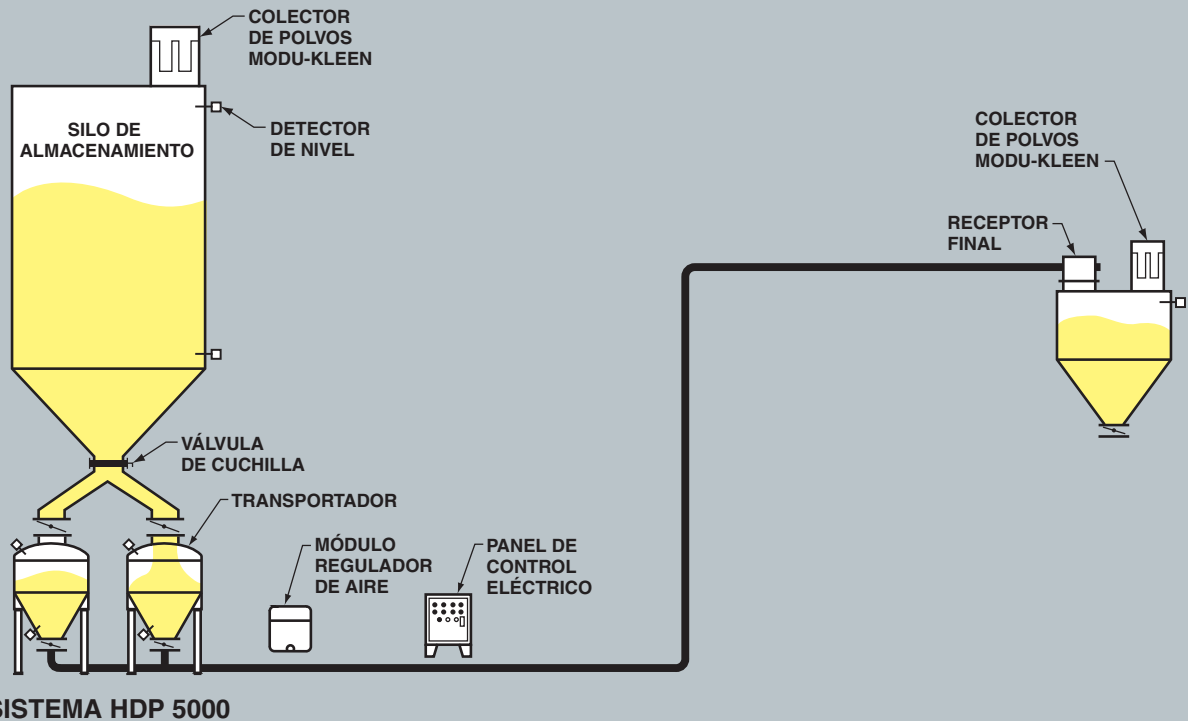 COLECTOR
DE POLVOS
MODU-KLEEN
SILO DE
ALMACENAMIENTO
DETECTOR
DE NIVEL
COLECTOR
DE POLVOS
MODU-KLEEN
RECEPTOR
FINAL
VÁLVULA
DE CUCHILLA
TRANSPORTADOR
MÓDULO
REGULADOR
DE AIRE
PANEL DE
CONTROL
ELÉCTRICO
SISTEMA HDP 5000